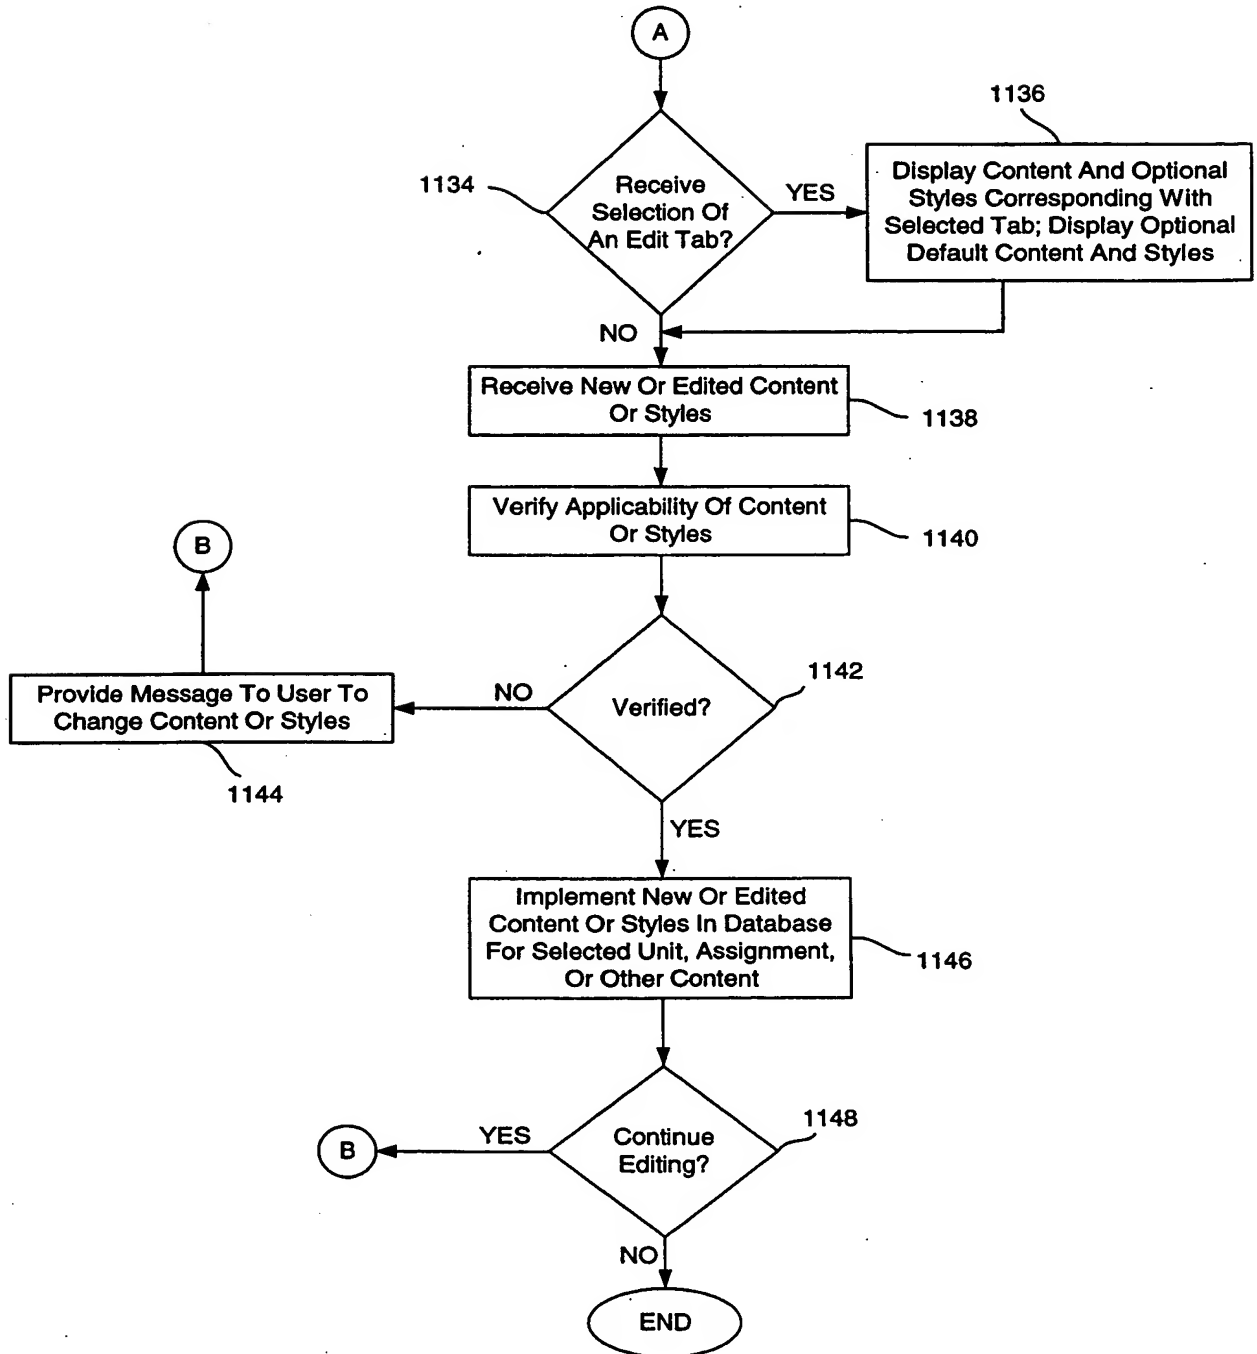 A
1136
1134
Receive
Selection Of
An Edit Tab?
YES
Display Content And Optional
Styles Corresponding With
Selected Tab; Display Optional
Default Content And Styles
NO
Receive New Or Edited Content
Or Styles
1138
Verify Applicability Of Content
Or Styles
1140
B
Verified?
1142
NO
Provide Message To User To
Change Content Or Styles
1144
YES
Implement New Or Edited
Content Or Styles In Database
For Selected Unit, Assignment,
Or Other Content
1146
Continue
Editing?
1148
YES
B
NO
END